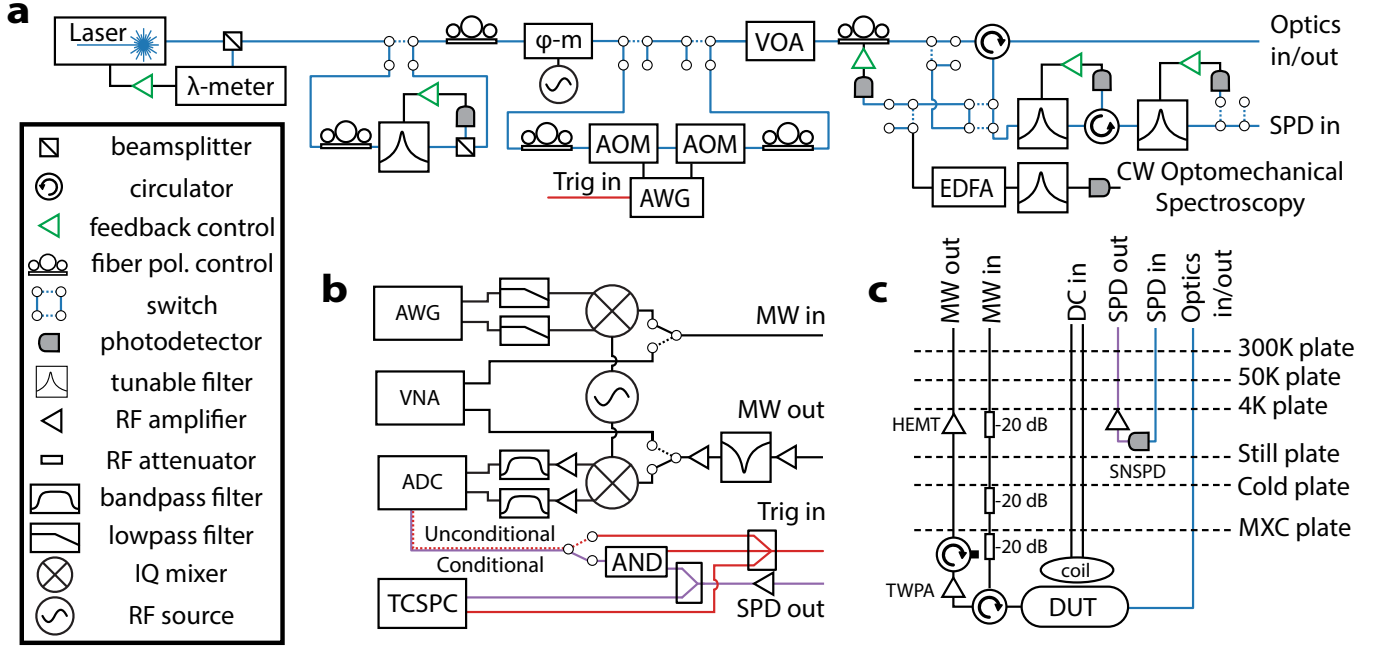 a
Laser
λ-meter
φ-m
VOA
Optics
in/out
AOM
AOM
Trig in
AWG
SPD in
EDFA
CW Optomechanical
Spectroscopy
beamsplitter
circulator
feedback control
fiber pol. control
switch
photodetector
tunable filter
RF amplifier
RF attenuator
bandpass filter
lowpass filter
IQ mixer
RF source
b
AWG
MW in
VNA
MW out
ADC
Trig in
Unconditional
Conditional
AND
TCSPC
SPD out
c
MW out
MW in
DC in
SPD out
SPD in
Optics
in/out
300K plate
50K plate
4K plate
HEMT
-20 dB
SNSPD
Still plate
Cold plate
-20 dB
MXC plate
-20 dB
coil
TWPA
DUT